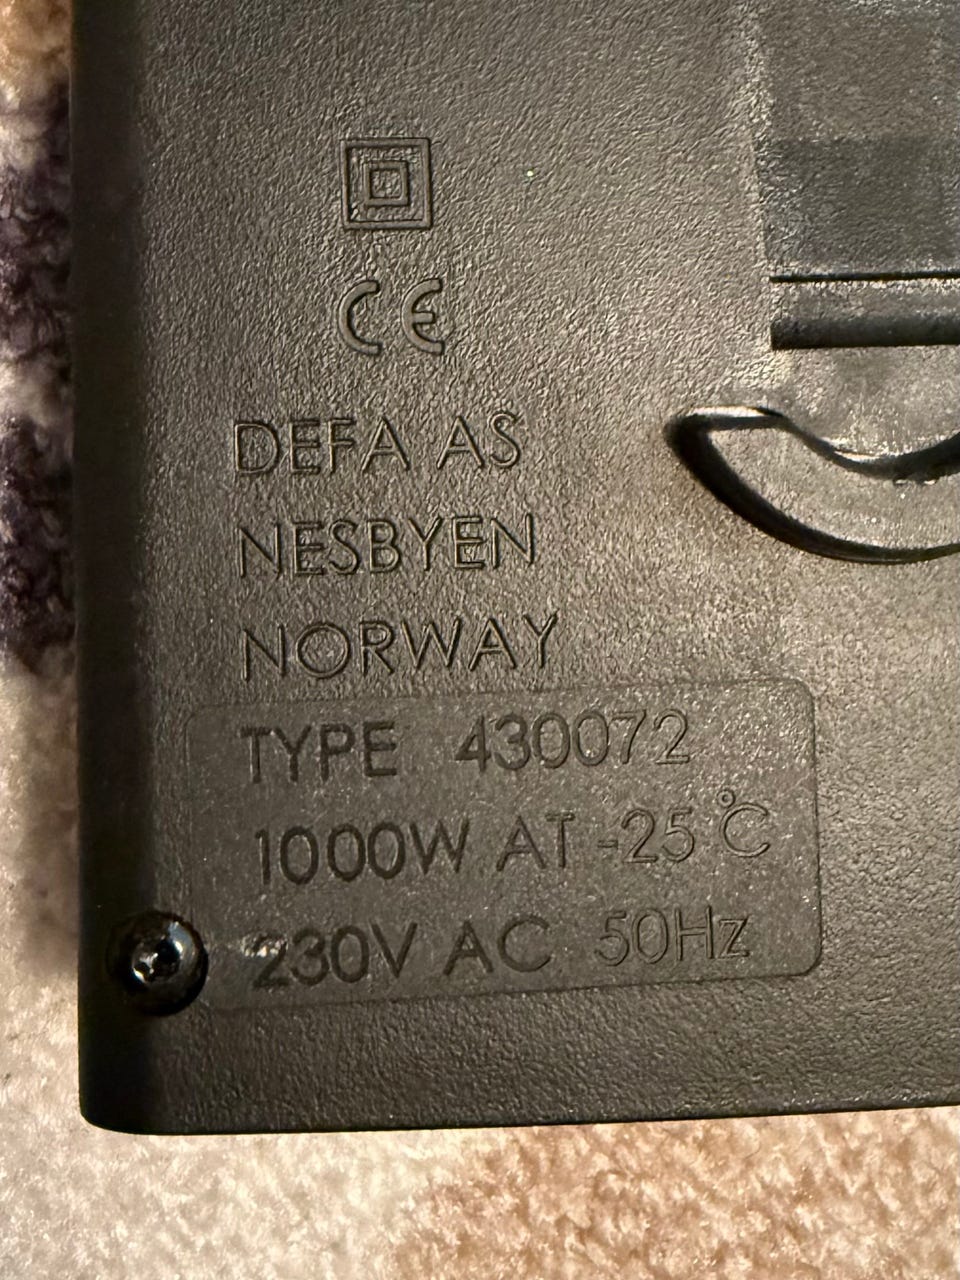 CE
DEFA AS
NESBYEN
NORWAY
TYPE 430072
1000W AT -25°C
230V AC 50Hz